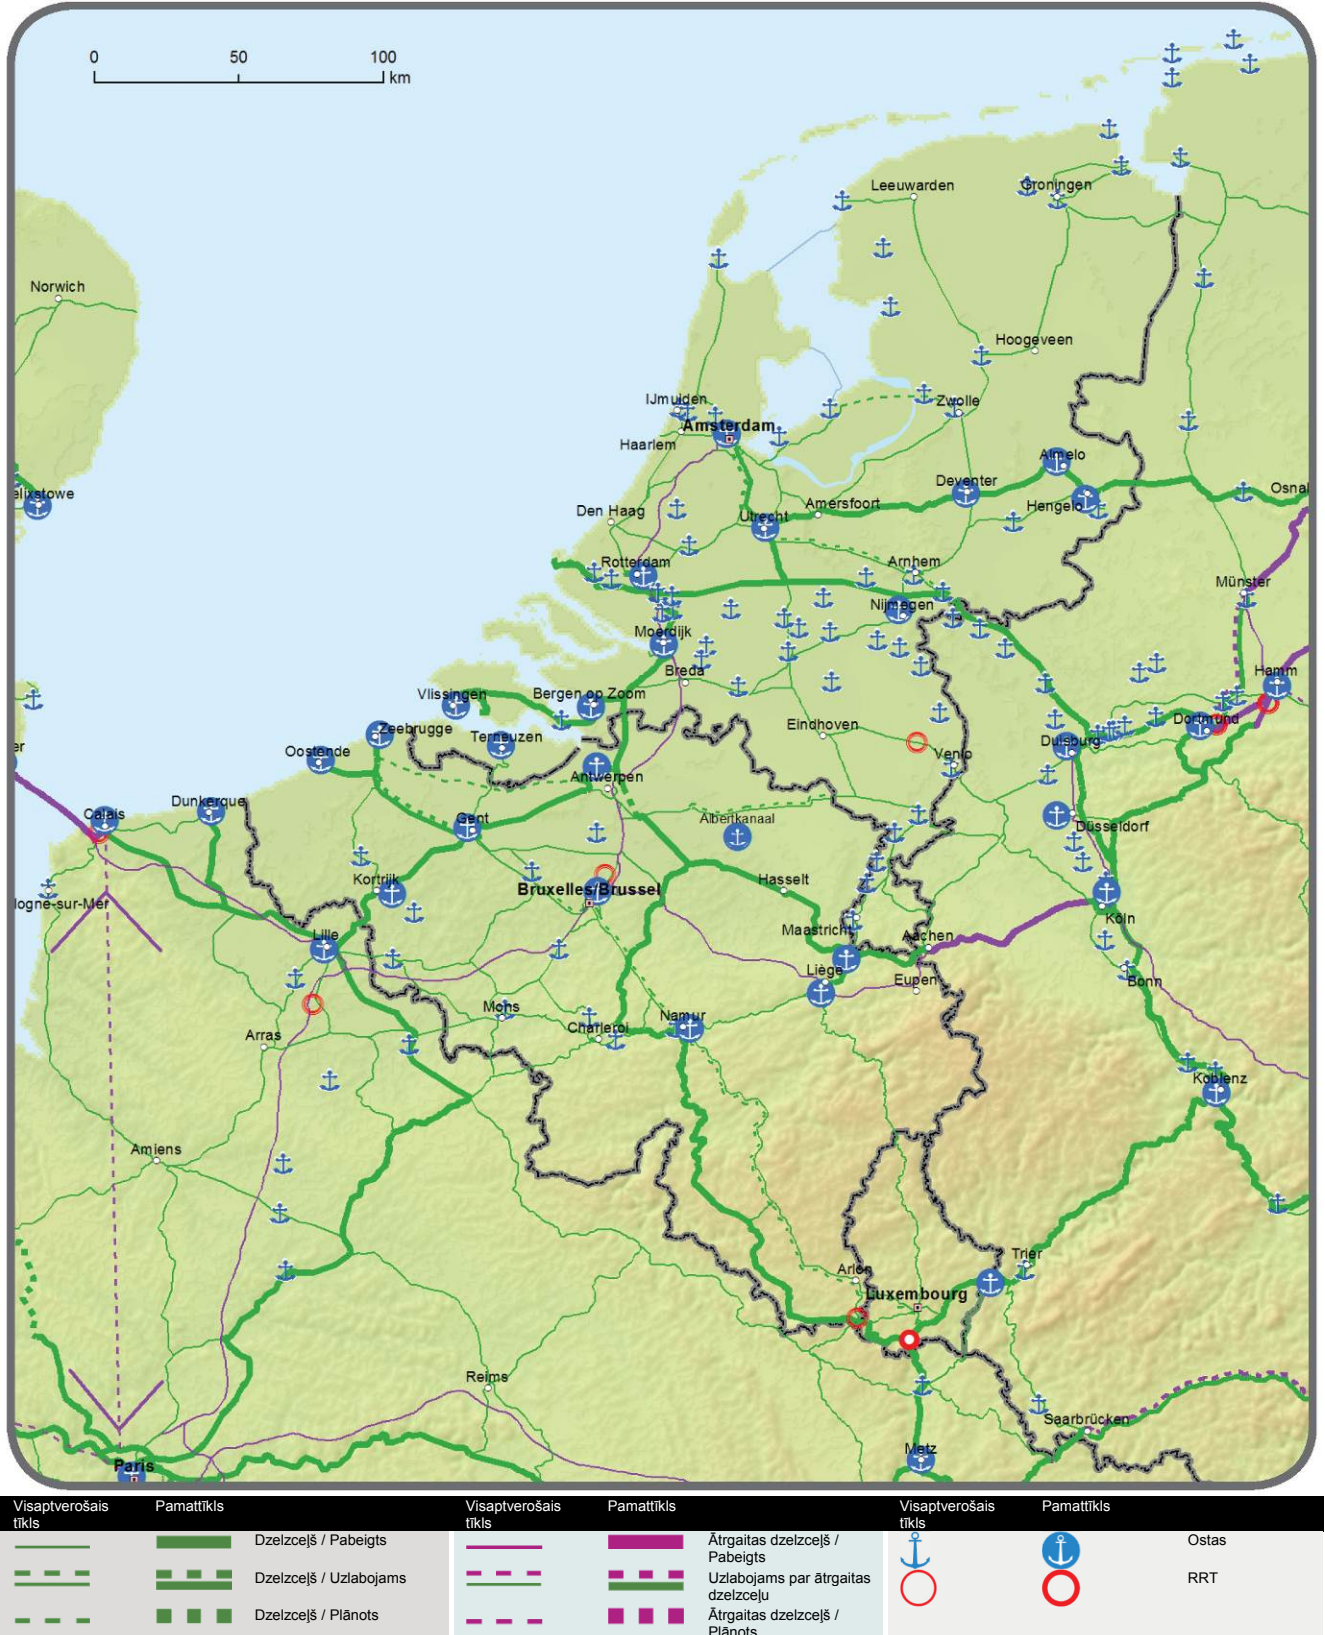 0 50 100
km
Leeuwarden
Groningen
Norwich
Hoogeveen
IJmuiden
Zwolle
Amsterdam
Haarlem
Almelo
Deventer
elixstowe
Osnal
Amersfoort
Hengelo
Den Haag
Utrecht
Rotterdam
Arnhem
Münster
Nijmegen
Moerdijk
Breda
Hamm
Vlissingen
Bergen op Zoom
Dortmund
Zeebrugge
Eindhoven
Terneuzen
Duisburg
er
Oostende
Venlo
Antwerpen
Dunkerque
Calais
Gent
Albertkanaal
Düsseldorf
Kortrijk
Hasselt
Bruxelles/Brussel
logne-sur-Mer
Köln
Maastricht
Lille
Aachen
Liège
Eupen
Bonn
Mons
Namur
Charleroi
Arras
Koblenz
Amiens
Trier
Arlon
Luxembourg
Reims
Saarbrücken
Metz
Paris
Visaptverošais
tīkls
Pamattīkls
Visaptverošais
tīkls
Pamattīkls
Visaptverošais
tīkls
Pamattīkls
Dzelzceļš / Pabeigts
Dzelzceļš / Uzlabojams
Dzelzceļš / Plānots
Ātrgaitas dzelzceļš /
Pabeigts
Uzlabojams par ātrgaitas
dzelzceļu
Ātrgaitas dzelzceļš /
Plānots
Ostas
RRT